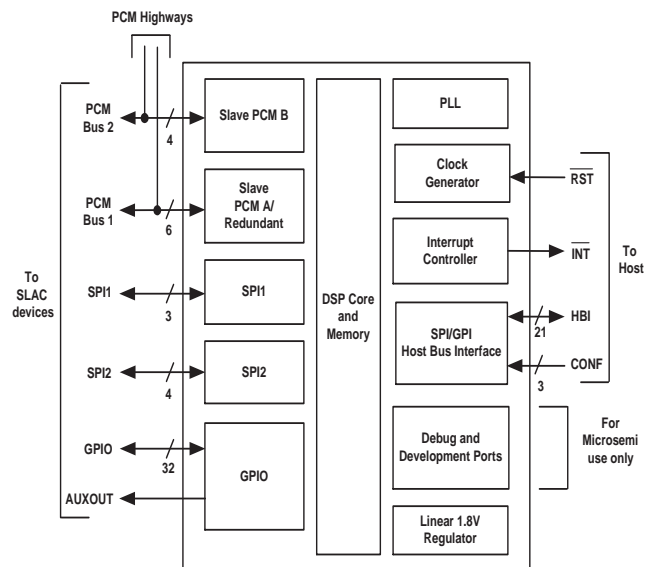 PCM Highways
PCM
Bus 2
4
Slave PCM B
PCM
Bus 1
6
Slave
PCM A/
Redundant
To
SLAC
devices
SPI1
3
SPI1
SPI2
4
SPI2
GPIO
32
GPIO
AUXOUT
DSP Core
and
Memory
PLL
Clock
Generator
RST
Interrupt
Controller
INT
To
Host
SPI/GPI
Host Bus Interface
HBI
21
CONF
3
Debug and
Development Ports
For
Microsemi
use only
Linear 1.8V
Regulator